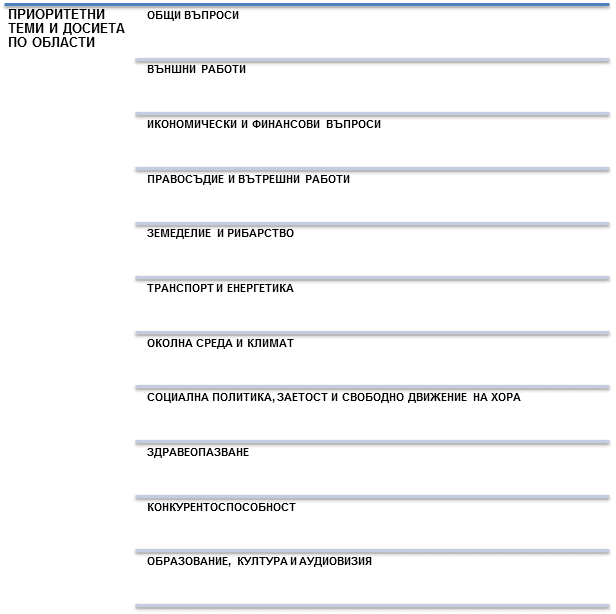 ПРИОРИТЕТНИ
ТЕМИ И ДОСИЕТА
ПО ОБЛАСТИ
ОБЩИ ВЪПРОСИ
ВЪНШНИ РАБОТИ
ИКОНОМИЧЕСКИ И ФИНАНСОВИ ВЪПРОСИ
ПРАВОСЪДИЕ И ВЪТРЕШНИ РАБОТИ
ЗЕМЕДЕЛИЕ И РИБАРСТВО
ТРАНСПОРТ И ЕНЕРГЕТИКА
ОКОЛНА СРЕДА И КЛИМАТ
СОЦИАЛНА ПОЛИТИКА, ЗАЕТОСТ И СВОБОДНО ДВИЖЕНИЕ НА ХОРА
ЗДРАВЕОПАЗВАНЕ
КОНКУРЕНТОСПОСОБНОСТ
ОБРАЗОВАНИЕ, КУЛТУРА И АУДИОВИЗИЯ